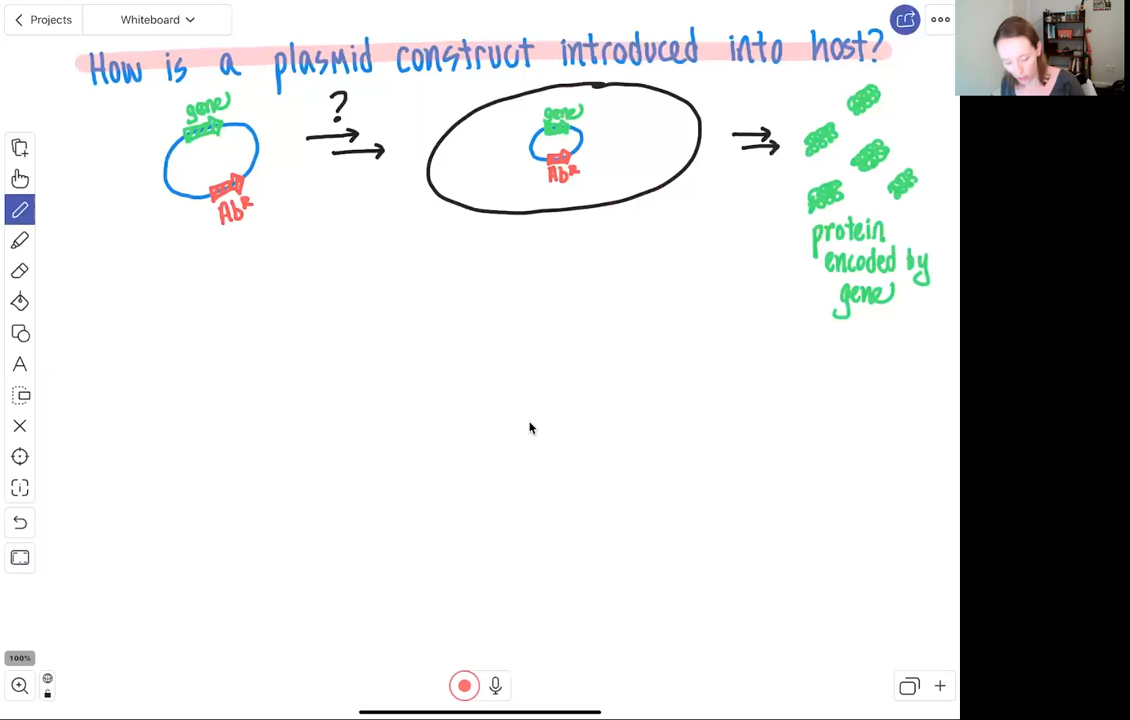 Projects
Whiteboard
How is a plasmid construct introduced into host?
gene
Abᴿ
?
gene
Abᴿ
protein
encoded by
gene
100%